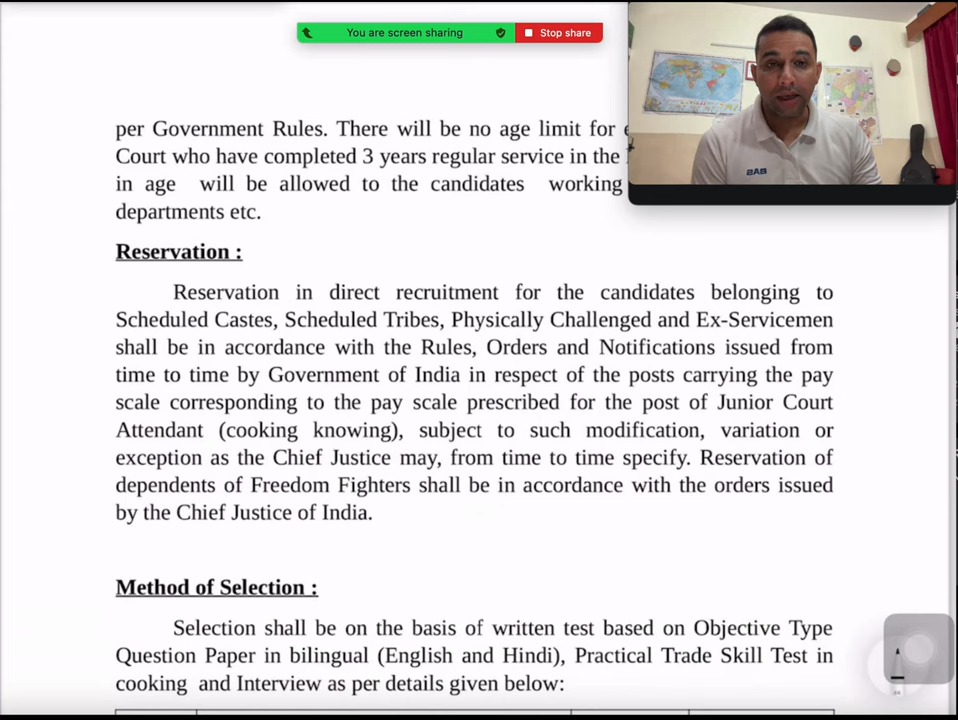 You are screen sharing
Stop share
per Government Rules. There will be no age limit for
Court who have completed 3 years regular service in the
in age will be allowed to the candidates working
departments etc.
Reservation :
Reservation in direct recruitment for the candidates belonging to
Scheduled Castes, Scheduled Tribes, Physically Challenged and Ex-Servicemen
shall be in accordance with the Rules, Orders and Notifications issued from
time to time by Government of India in respect of the posts carrying the pay
scale corresponding to the pay scale prescribed for the post of Junior Court
Attendant (cooking knowing), subject to such modification, variation or
exception as the Chief Justice may, from time to time specify. Reservation of
dependents of Freedom Fighters shall be in accordance with the orders issued
by the Chief Justice of India.
Method of Selection :
Selection shall be on the basis of written test based on Objective Type
Question Paper in bilingual (English and Hindi), Practical Trade Skill Test in
cooking and Interview as per details given below: